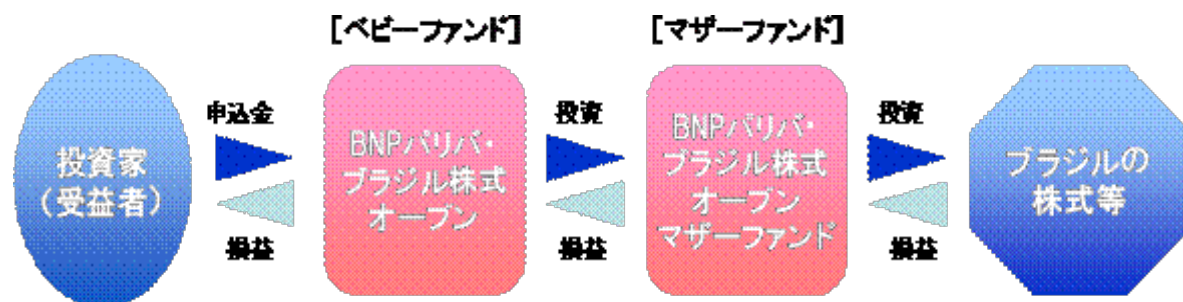 [ベビーファンド]
[マザーファンド]
投資家
(受益者)
申込金
損益
BNPパリバ・
ブラジル株式
オープン
投資
損益
BNPパリバ・
ブラジル株式
オープン
マザーファンド
投資
損益
ブラジルの
株式等